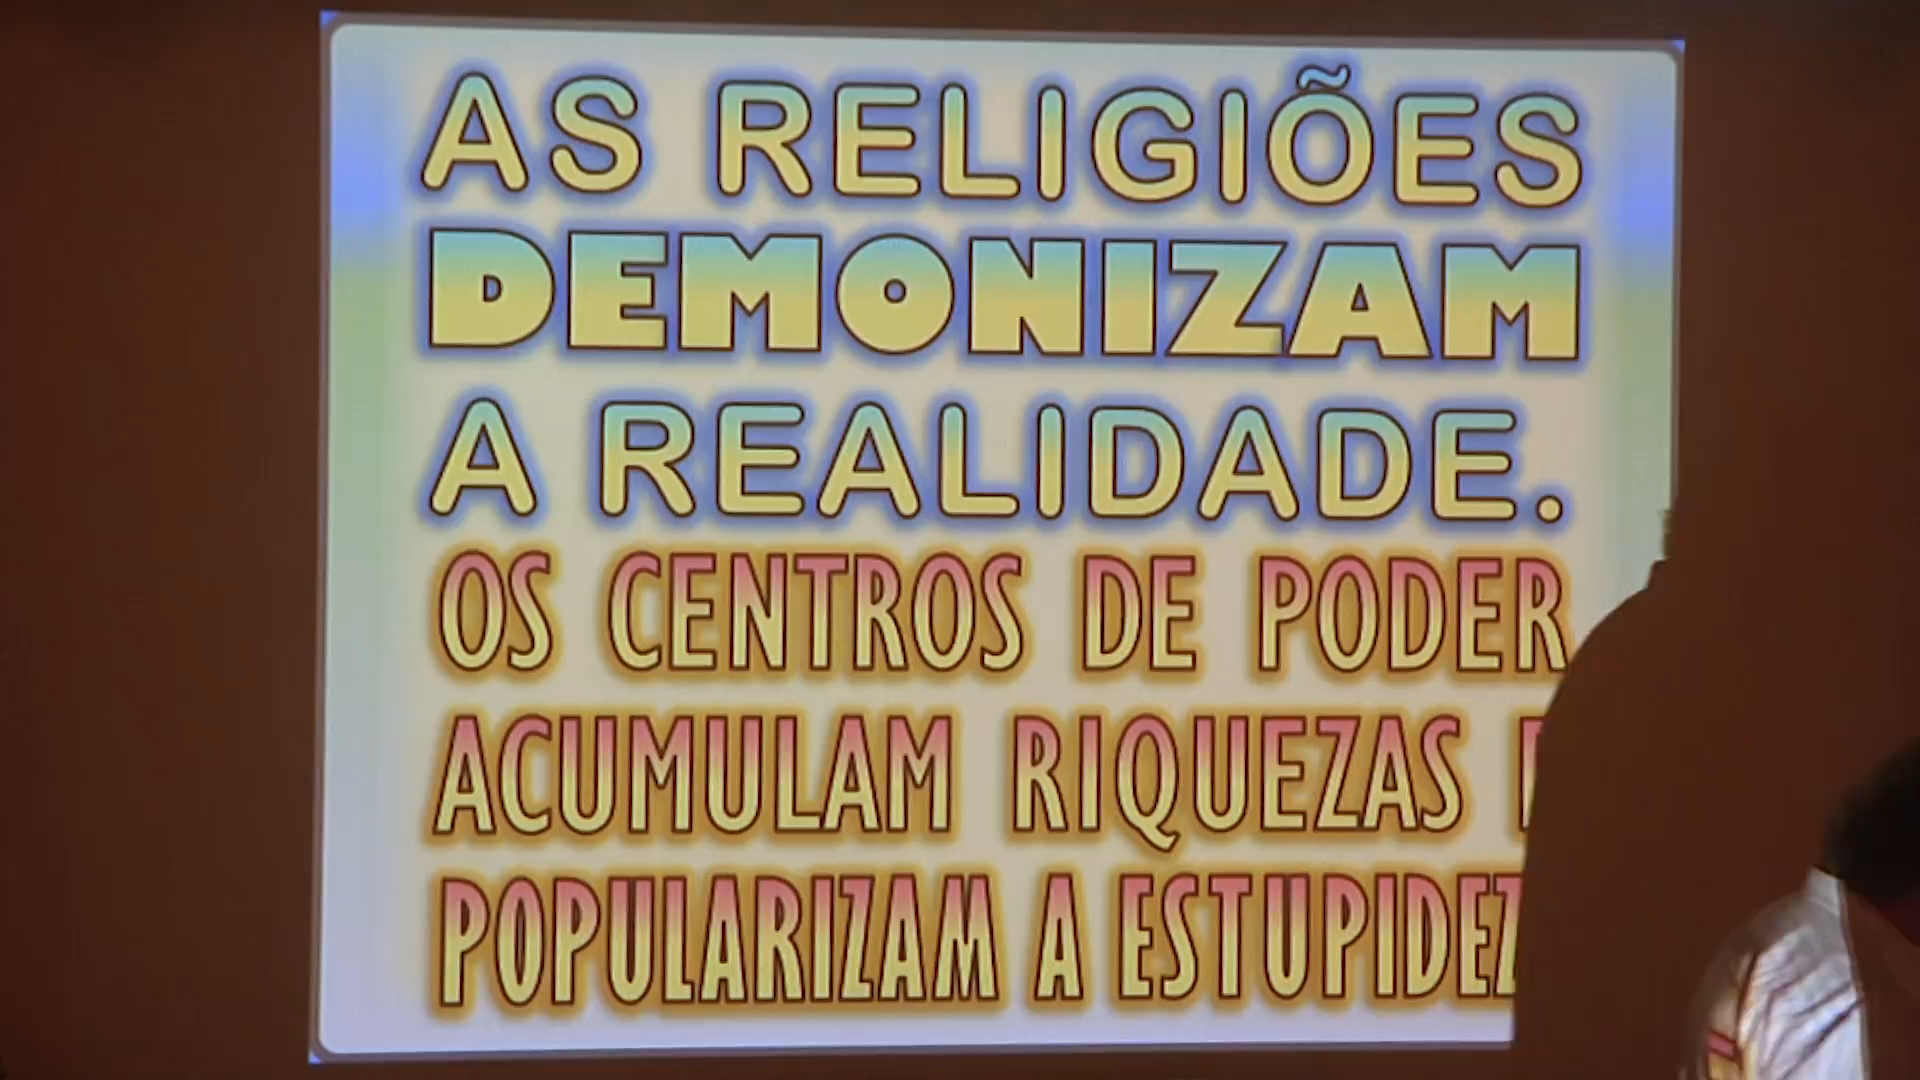 AS RELIGIÕES
DEMONIZAM
A REALIDADE.
OS CENTROS DE PODER
ACUMULAM RIQUEZAS
POPULARIZAM A ESTUPIDEZ